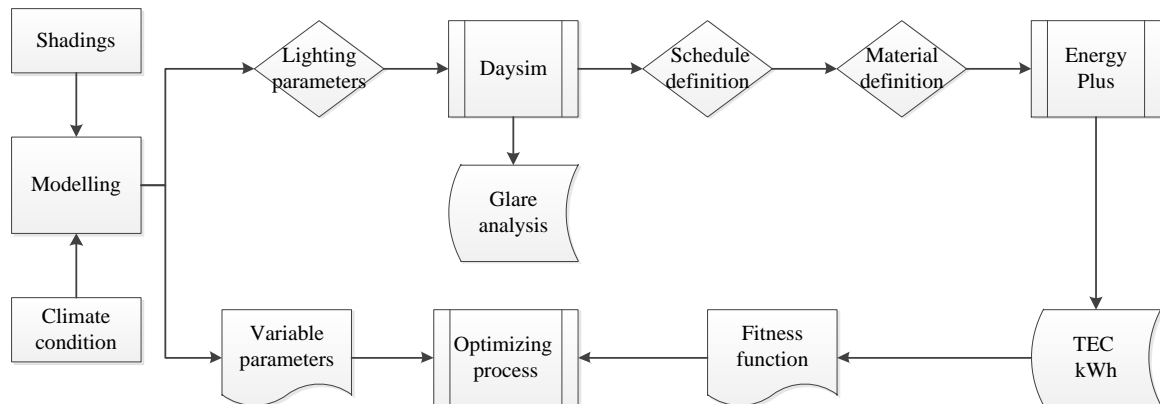 Shadings
Lighting
parameters
Daysim
Schedule
definition
Material
definition
Energy
Plus
Modelling
Glare
analysis
Climate
condition
Variable
parameters
Optimizing
process
Fitness
function
TEC
kWh